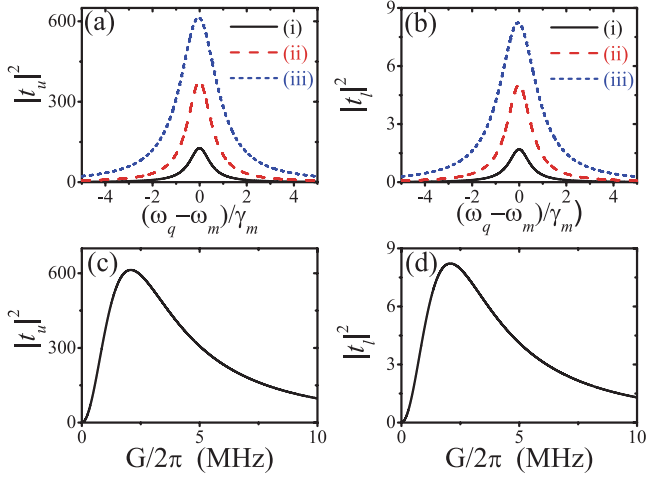 (a)
(i)
(ii)
(iii)
|t_u|²
600
300
0
-4 -2 0 2 4
(ω_q −ω_m)/γ_m
(b)
(i)
(ii)
(iii)
|t_l|²
9
6
3
0
-4 -2 0 2 4
(ω_q −ω_m)/γ_m)
(c)
|t_u|²
600
300
0
0 5 10
G/2π (MHz)
(d)
|t_l|²
9
6
3
0
0 5 10
G/2π (MHz)